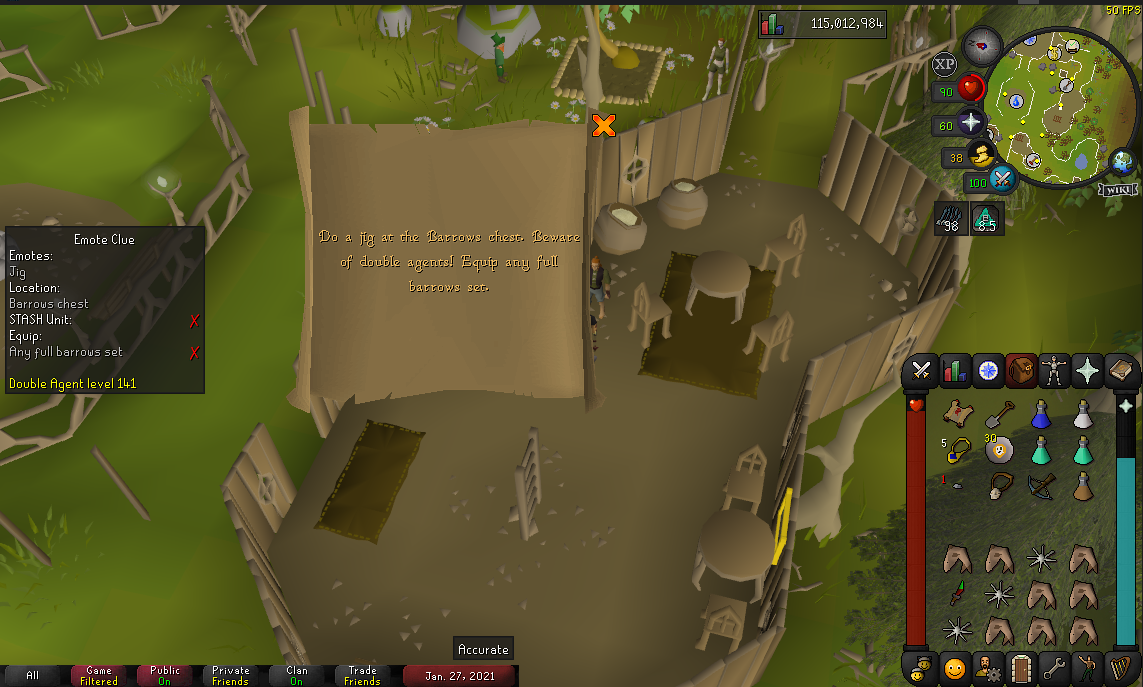 50 FPS
115,012,984
XP
90
60
38
100
WIKI
98
8.5
Do a jig at the Barrows chest. Beware
of double agents! Equip any full
barrows set.
Emote Clue
Emotes:
Jig
Location:
Barrows chest
STASH Unit:
X
Equip:
Any full barrows set
X
Double Agent level 141
5
30
1
Accurate
All
Game
Filtered
Public
On
Private
Friends
Clan
On
Trade
Friends
Jan. 27, 2021